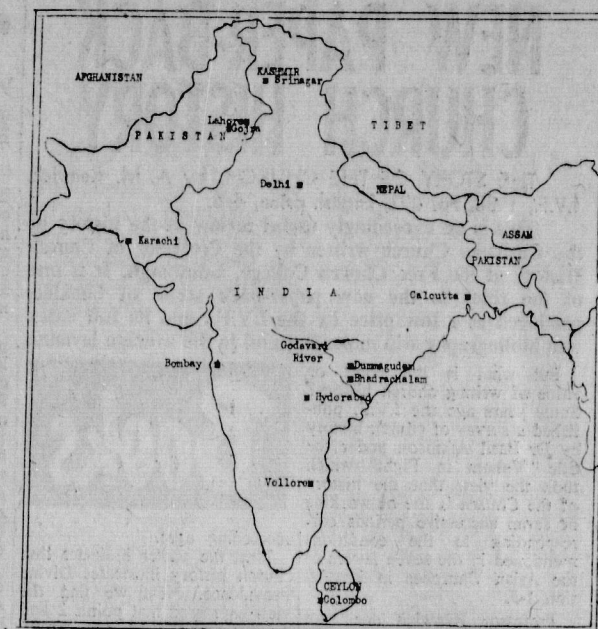 AFGHANISTAN
KASHMIR
Srinagar
Lahore
Gojra
PAKISTAN
TIBET
Delhi
NEPAL
ASSAM
PAKISTAN
Karachi
INDIA
Calcutta
Godavari
River
Bombay
Dummagudem
Bhadrachalam
Hyderabad
Vellore
CEYLON
Colombo